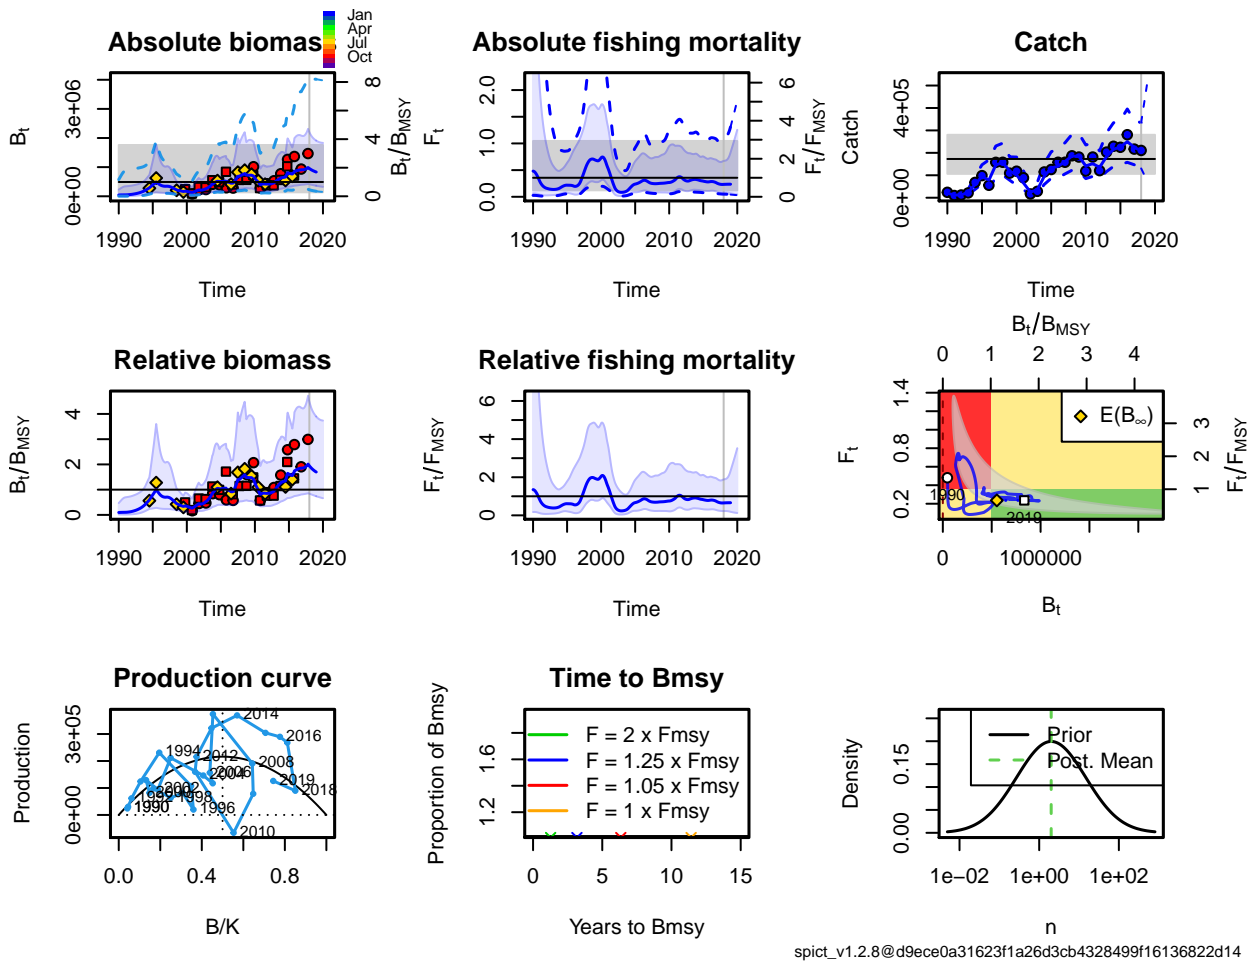 Jan
Apr
Jul
Oct
Absolute biomass
Bt
0e+00 3e+06
0 4 8
Bt/BMSY
1990 2000 2010 2020
Time
Absolute fishing mortality
Ft
0.0 1.0 2.0
0 1 2 4 6
Ft/FMSY
1990 2000 2010 2020
Time
Catch
Catch
0e+00 4e+05
1990 2000 2010 2020
Time
Relative biomass
Bt/BMSY
0 2 4
1990 2000 2010 2020
Time
Relative fishing mortality
Ft/FMSY
0 1 2 4 6
1990 2000 2010 2020
Time
Bt/BMSY
0 1 2 3 4
E(B∞)
Ft
0.2 0.8 1.4
1 2 3
Ft/FMSY
1990
2019
0 1000000
Bt
Production curve
Production
0e+00 3e+05
2014
2016
1994
2012
2008
2006
2004
2019
2018
2002
1998
1996
1990
2010
0.0 0.4 0.8
B/K
Time to Bmsy
Proportion of Bmsy
1.2 1.6
F = 2 x Fmsy
F = 1.25 x Fmsy
F = 1.05 x Fmsy
F = 1 x Fmsy
0 5 10 15
Years to Bmsy
Density
0.00 0.15
Prior
Post. Mean
1e-02 1e+00 1e+02
n
spict_v1.2.8@d9ece0a31623f1a26d3cb4328499f16136822d14